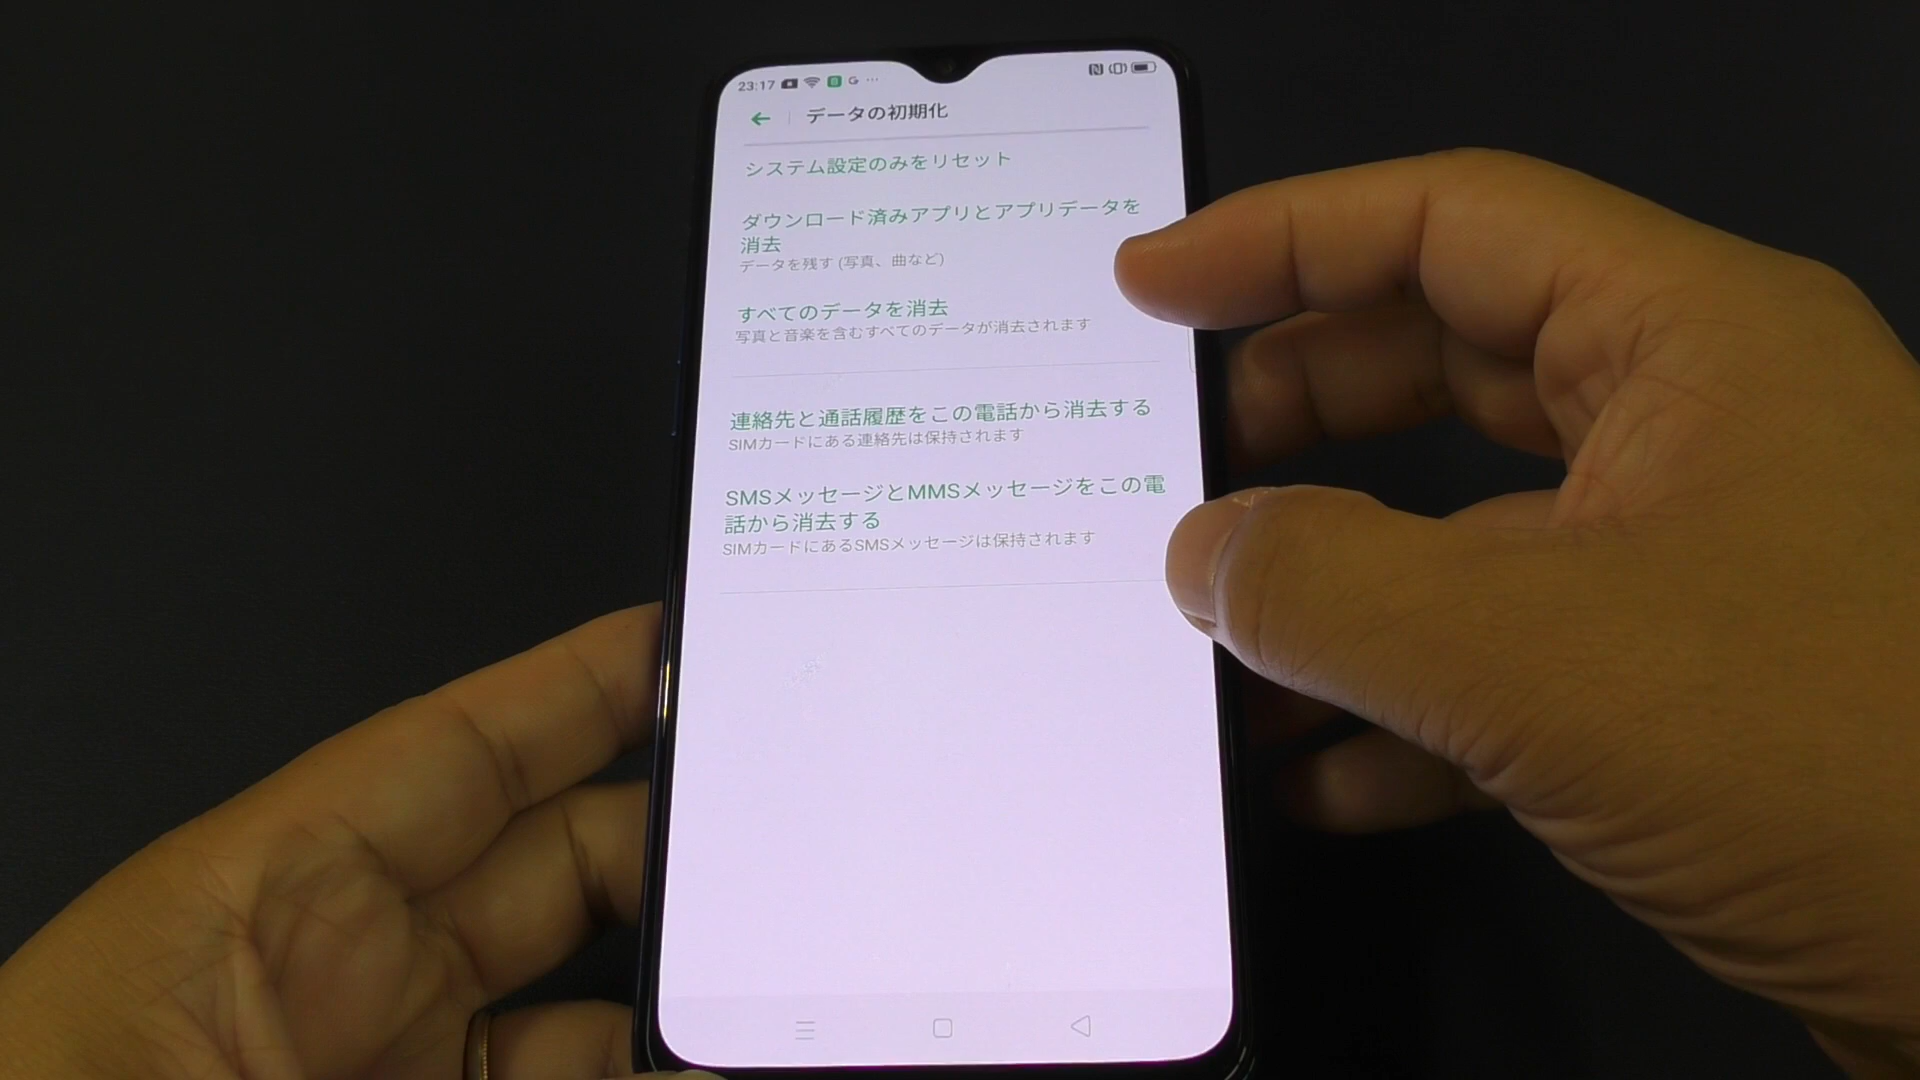 23:17
データの初期化
システム設定のみをリセット
ダウンロード済みアプリとアプリデータを
消去
データを残す (写真、曲など)
すべてのデータを消去
写真と音楽を含むすべてのデータが消去されます
連絡先と通話履歴をこの電話から消去する
SIMカードにある連絡先は保持されます
SMSメッセージとMMSメッセージをこの電
話から消去する
SIMカードにあるSMSメッセージは保持されます